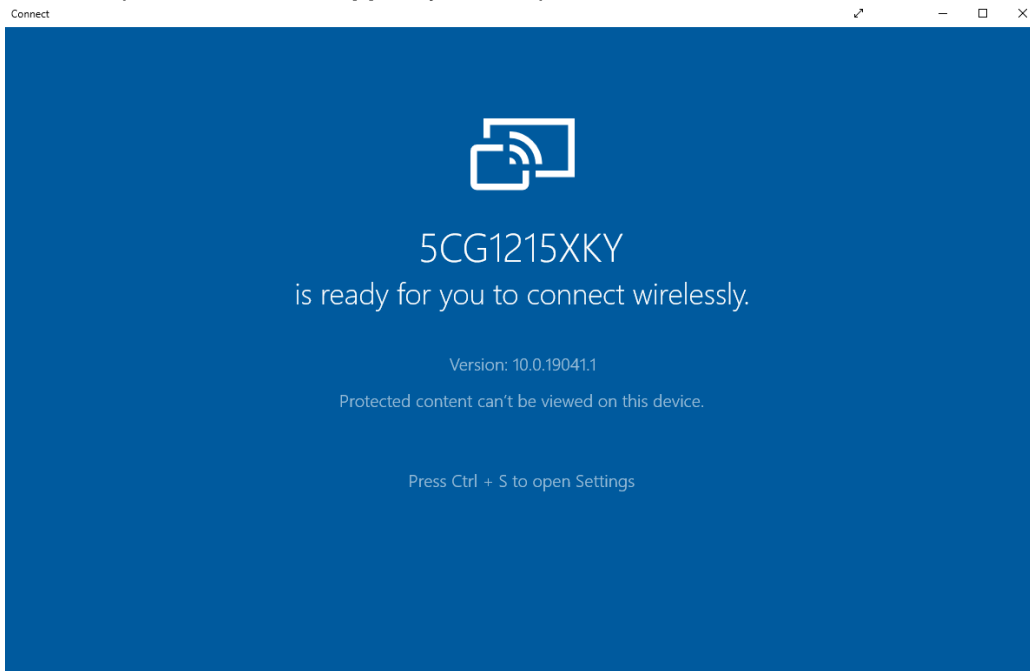 Connect
5CG1215XKY
is ready for you to connect wirelessly.
Version: 10.0.19041.1
Protected content can't be viewed on this device.
Press Ctrl + S to open Settings